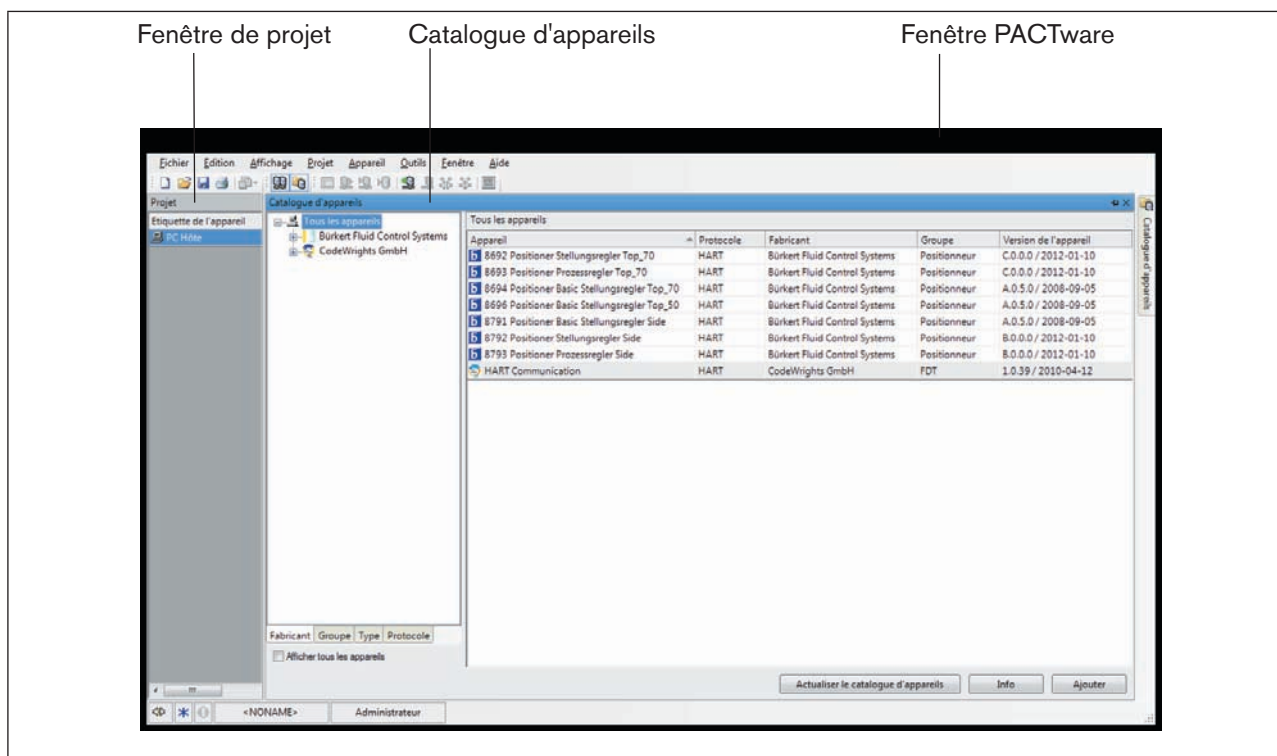 Fenêtre de projet Catalogue d'appareils Fenêtre PACTware
Fichier Edition Affichage Projet Appareil Outils Fenêtre Aide
Projet Catalogue d'appareils
Etiquette de l'appareil Tous les appareils Tous les appareils
PC Hôte Bürkert Fluid Control Systems Appareil Protocole Fabricant Groupe Version de l'appareil
CodeWrights GmbH 8692 Positioner Stellungsregler Top_70 HART Bürkert Fluid Control Systems Positionneur C.0.0.0 / 2012-01-10
8693 Positioner Prozessregler Top_70 HART Bürkert Fluid Control Systems Positionneur C.0.0.0 / 2012-01-10
8694 Positioner Basic Stellungsregler Top_70 HART Bürkert Fluid Control Systems Positionneur A.0.5.0 / 2008-09-05
8696 Positioner Basic Stellungsregler Top_50 HART Bürkert Fluid Control Systems Positionneur A.0.5.0 / 2008-09-05
8791 Positioner Basic Stellungsregler Side HART Bürkert Fluid Control Systems Positionneur A.0.5.0 / 2008-09-05
8792 Positioner Stellungsregler Side HART Bürkert Fluid Control Systems Positionneur B.0.0.0 / 2012-01-10
8793 Positioner Prozessregler Side HART Bürkert Fluid Control Systems Positionneur B.0.0.0 / 2012-01-10
HART Communication HART CodeWrights GmbH FDT 1.0.39 / 2010-04-12
Catalogue d'appareils
Fabricant Groupe Type Protocole
Afficher tous les appareils
Actualiser le catalogue d'appareils Info Ajouter
<NONAME> Administrateur